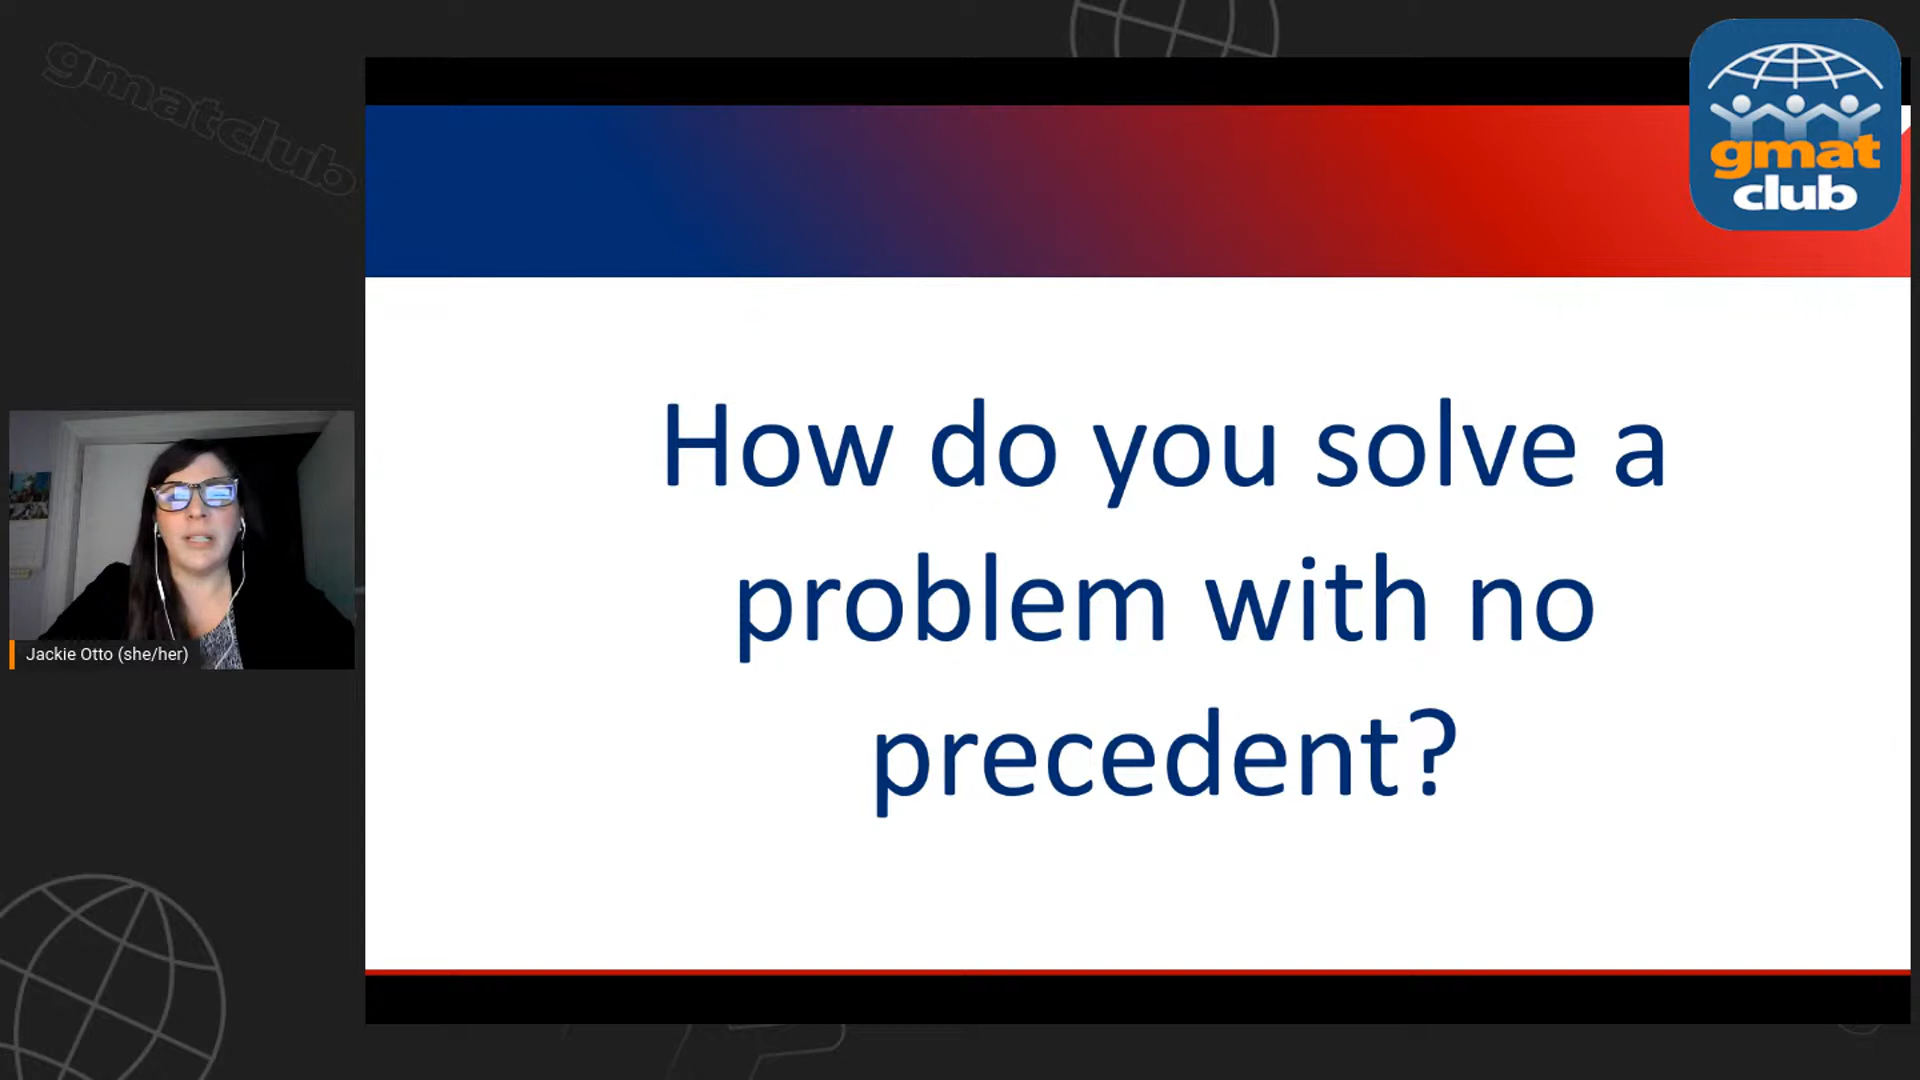 gmatclub
gmat
club
How do you solve a
problem with no
precedent?
Jackie Otto (she/her)